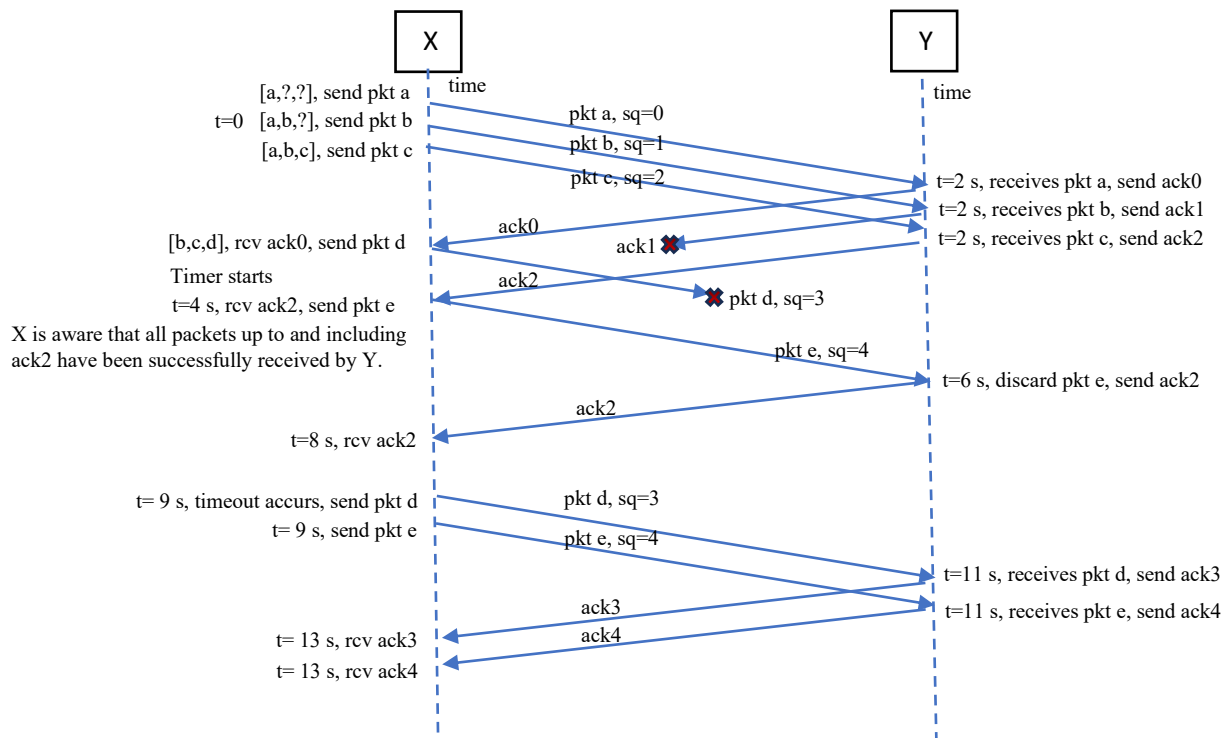 X
Y
time
time
[a,?,?], send pkt a
t=0 [a,b,?], send pkt b
[a,b,c], send pkt c
pkt a, sq=0
pkt b, sq=1
pkt c, sq=2
t=2 s, receives pkt a, send ack0
t=2 s, receives pkt b, send ack1
t=2 s, receives pkt c, send ack2
ack0
ack1
[b,c,d], rcv ack0, send pkt d
Timer starts
ack2
t=4 s, rcv ack2, send pkt e
pkt d, sq=3
X is aware that all packets up to and including
ack2 have been successfully received by Y.
pkt e, sq=4
t=6 s, discard pkt e, send ack2
ack2
t=8 s, rcv ack2
t= 9 s, timeout accurs, send pkt d
pkt d, sq=3
t= 9 s, send pkt e
pkt e, sq=4
t=11 s, receives pkt d, send ack3
t=11 s, receives pkt e, send ack4
ack3
ack4
t= 13 s, rcv ack3
t= 13 s, rcv ack4